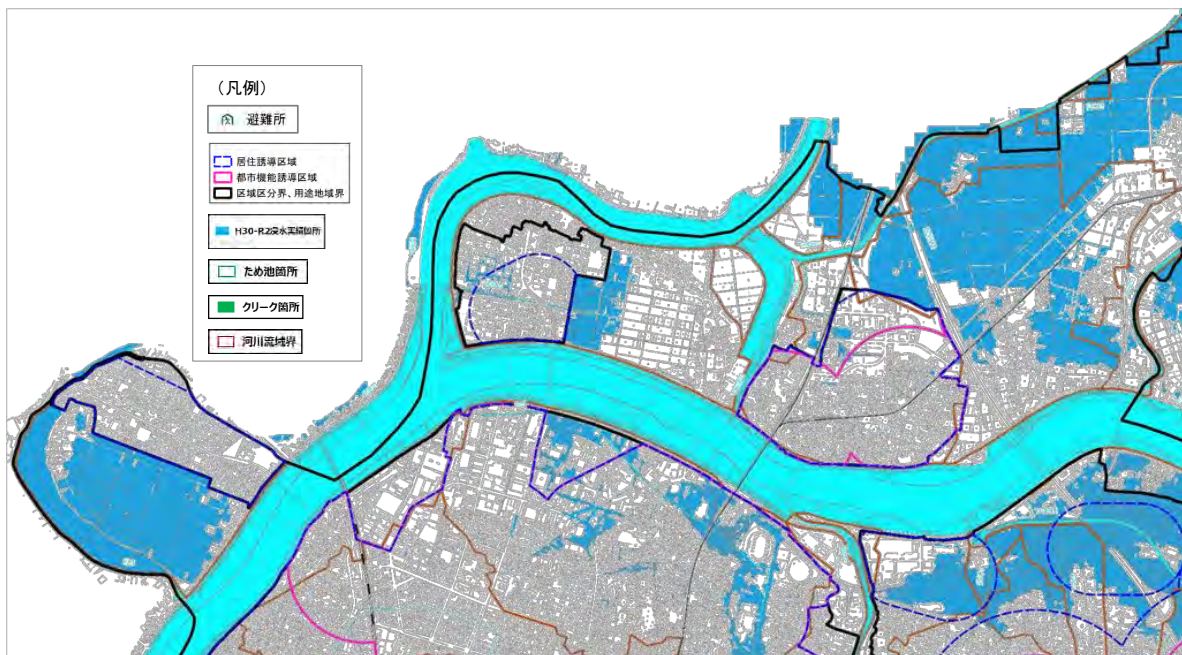 （凡例）
避難所
居住誘導区域
都市機能誘導区域
区域区分界、用途地域界
H30-R2浸水実績箇所
ため池箇所
クリーク箇所
河川流域界